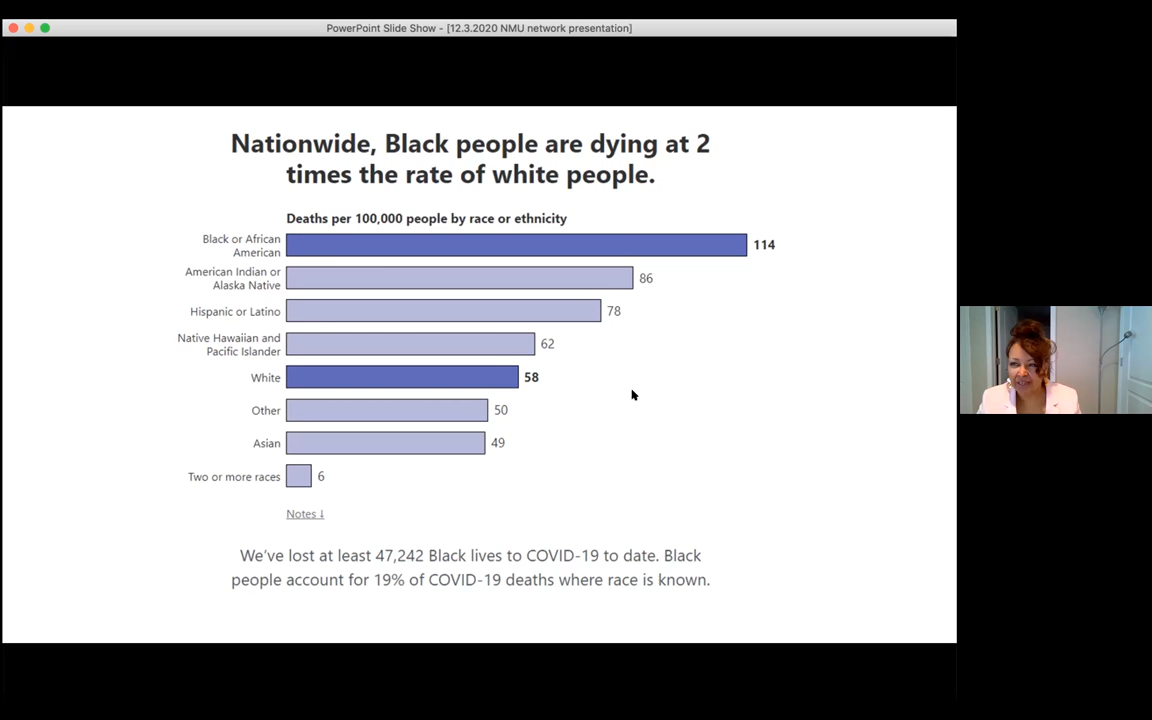 PowerPoint Slide Show - [12.3.2020 NMU network presentation]
Nationwide, Black people are dying at 2
times the rate of white people.
Deaths per 100,000 people by race or ethnicity
Black or African
American
114
American Indian or
Alaska Native
86
Hispanic or Latino
78
Native Hawaiian and
Pacific Islander
62
White
58
Other
50
Asian
49
Two or more races
6
Notes ↓
We've lost at least 47,242 Black lives to COVID-19 to date. Black
people account for 19% of COVID-19 deaths where race is known.